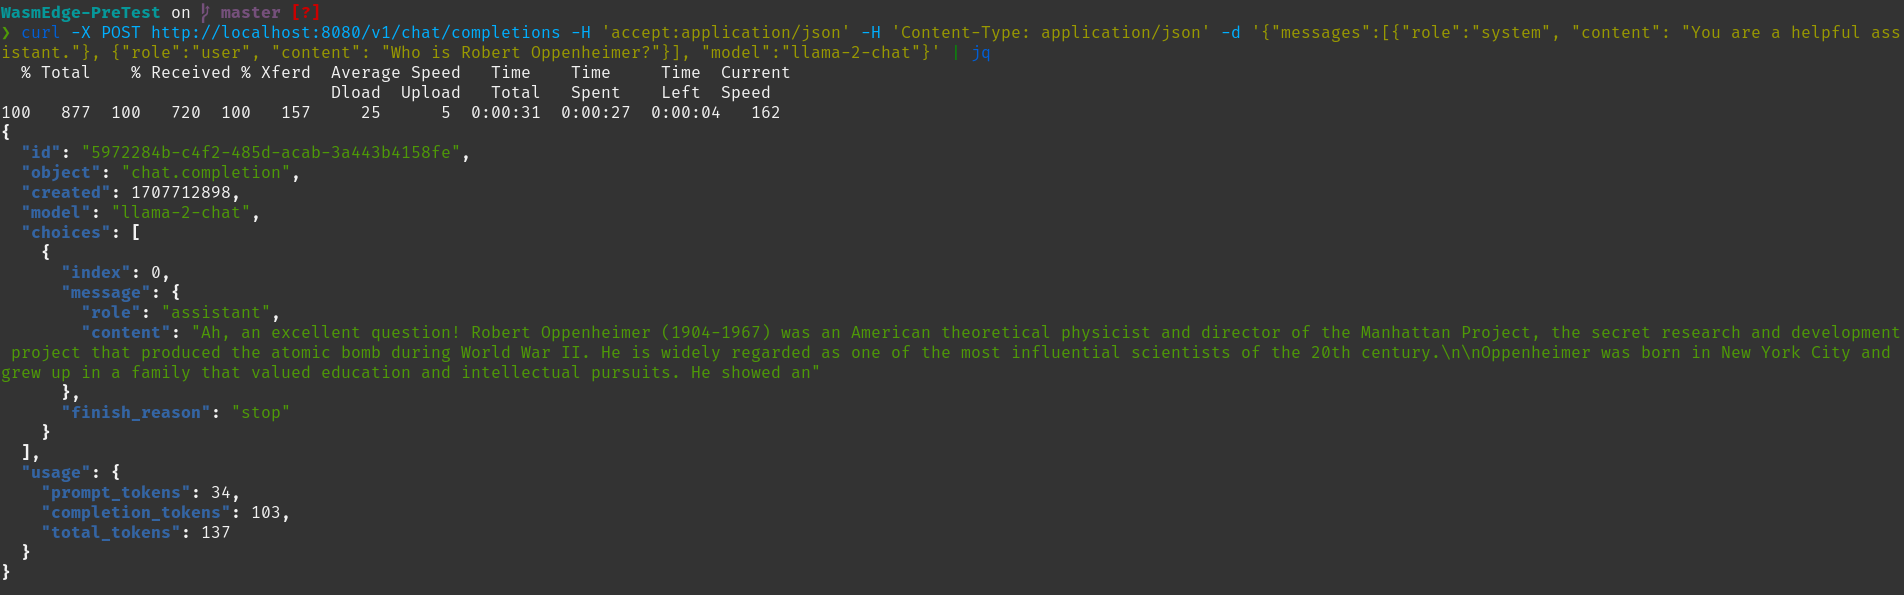 WasmEdge-PreTest on master [?]
❯ curl -X POST http://localhost:8080/v1/chat/completions -H 'accept:application/json' -H 'Content-Type: application/json' -d '{"messages":[{"role":"system", "content": "You are a helpful ass
istant."}, {"role":"user", "content": "Who is Robert Oppenheimer?"}], "model":"llama-2-chat"}' | jq
  % Total    % Received % Xferd  Average Speed   Time    Time     Time  Current
                                 Dload  Upload   Total   Spent    Left  Speed
100   877  100   720  100   157     25      5  0:00:31  0:00:27  0:00:04   162
{
  "id": "5972284b-c4f2-485d-acab-3a443b4158fe",
  "object": "chat.completion",
  "created": 1707712898,
  "model": "llama-2-chat",
  "choices": [
    {
      "index": 0,
      "message": {
        "role": "assistant",
        "content": "Ah, an excellent question! Robert Oppenheimer (1904-1967) was an American theoretical physicist and director of the Manhattan Project, the secret research and development
 project that produced the atomic bomb during World War II. He is widely regarded as one of the most influential scientists of the 20th century.\n\nOppenheimer was born in New York City and
grew up in a family that valued education and intellectual pursuits. He showed an"
      },
      "finish_reason": "stop"
    }
  ],
  "usage": {
    "prompt_tokens": 34,
    "completion_tokens": 103,
    "total_tokens": 137
  }
}